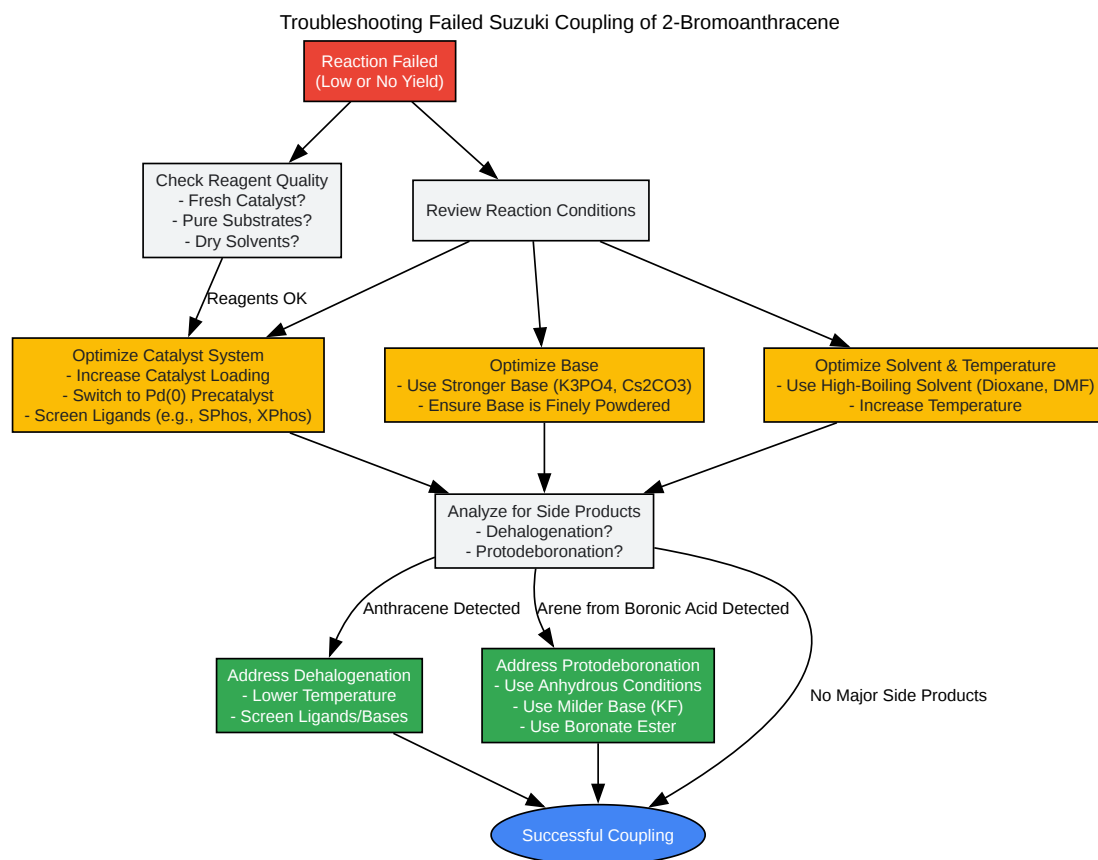 Troubleshooting Failed Suzuki Coupling of 2-Bromoanthracene
Reaction Failed
(Low or No Yield)
Check Reagent Quality
- Fresh Catalyst?
- Pure Substrates?
- Dry Solvents?
Review Reaction Conditions
Reagents OK
Optimize Catalyst System
- Increase Catalyst Loading
- Switch to Pd(0) Precatalyst
- Screen Ligands (e.g., SPhos, XPhos)
Optimize Base
- Use Stronger Base (K3PO4, Cs2CO3)
- Ensure Base is Finely Powdered
Optimize Solvent & Temperature
- Use High-Boiling Solvent (Dioxane, DMF)
- Increase Temperature
Analyze for Side Products
- Dehalogenation?
- Protodeboronation?
Anthracene Detected
Arene from Boronic Acid Detected
No Major Side Products
Address Dehalogenation
- Lower Temperature
- Screen Ligands/Bases
Address Protodeboronation
- Use Anhydrous Conditions
- Use Milder Base (KF)
- Use Boronate Ester
Successful Coupling